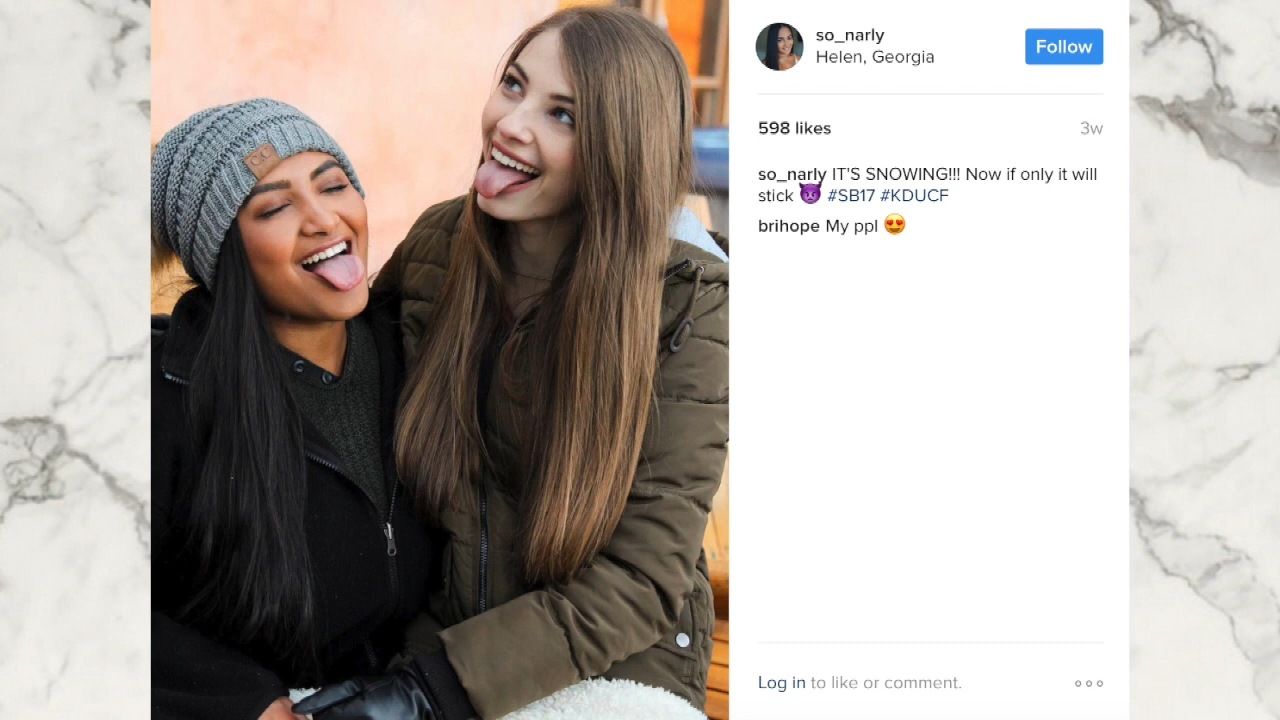 so_narly
Helen, Georgia
Follow
598 likes
3w
so_narly IT'S SNOWING!!! Now if only it will
stick 👿 #SB17 #KDUCF
brihope My ppl 😍
Log in to like or comment.
CC